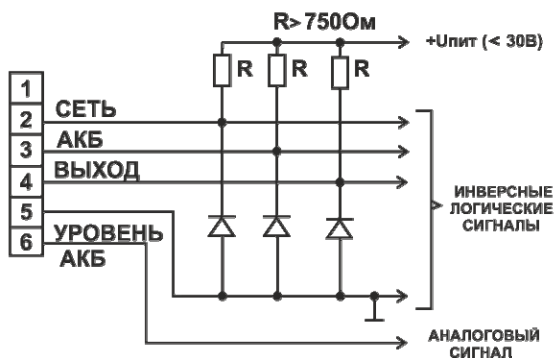 R>750Ом
+Uпит (< 30В)
R
R
R
1
2
СЕТЬ
3
АКБ
4
ВЫХОД
5
6
УРОВЕНЬ
АКБ
ИНВЕРСНЫЕ
ЛОГИЧЕСКИЕ
СИГНАЛЫ
АНАЛОГОВЫЙ
СИГНАЛ